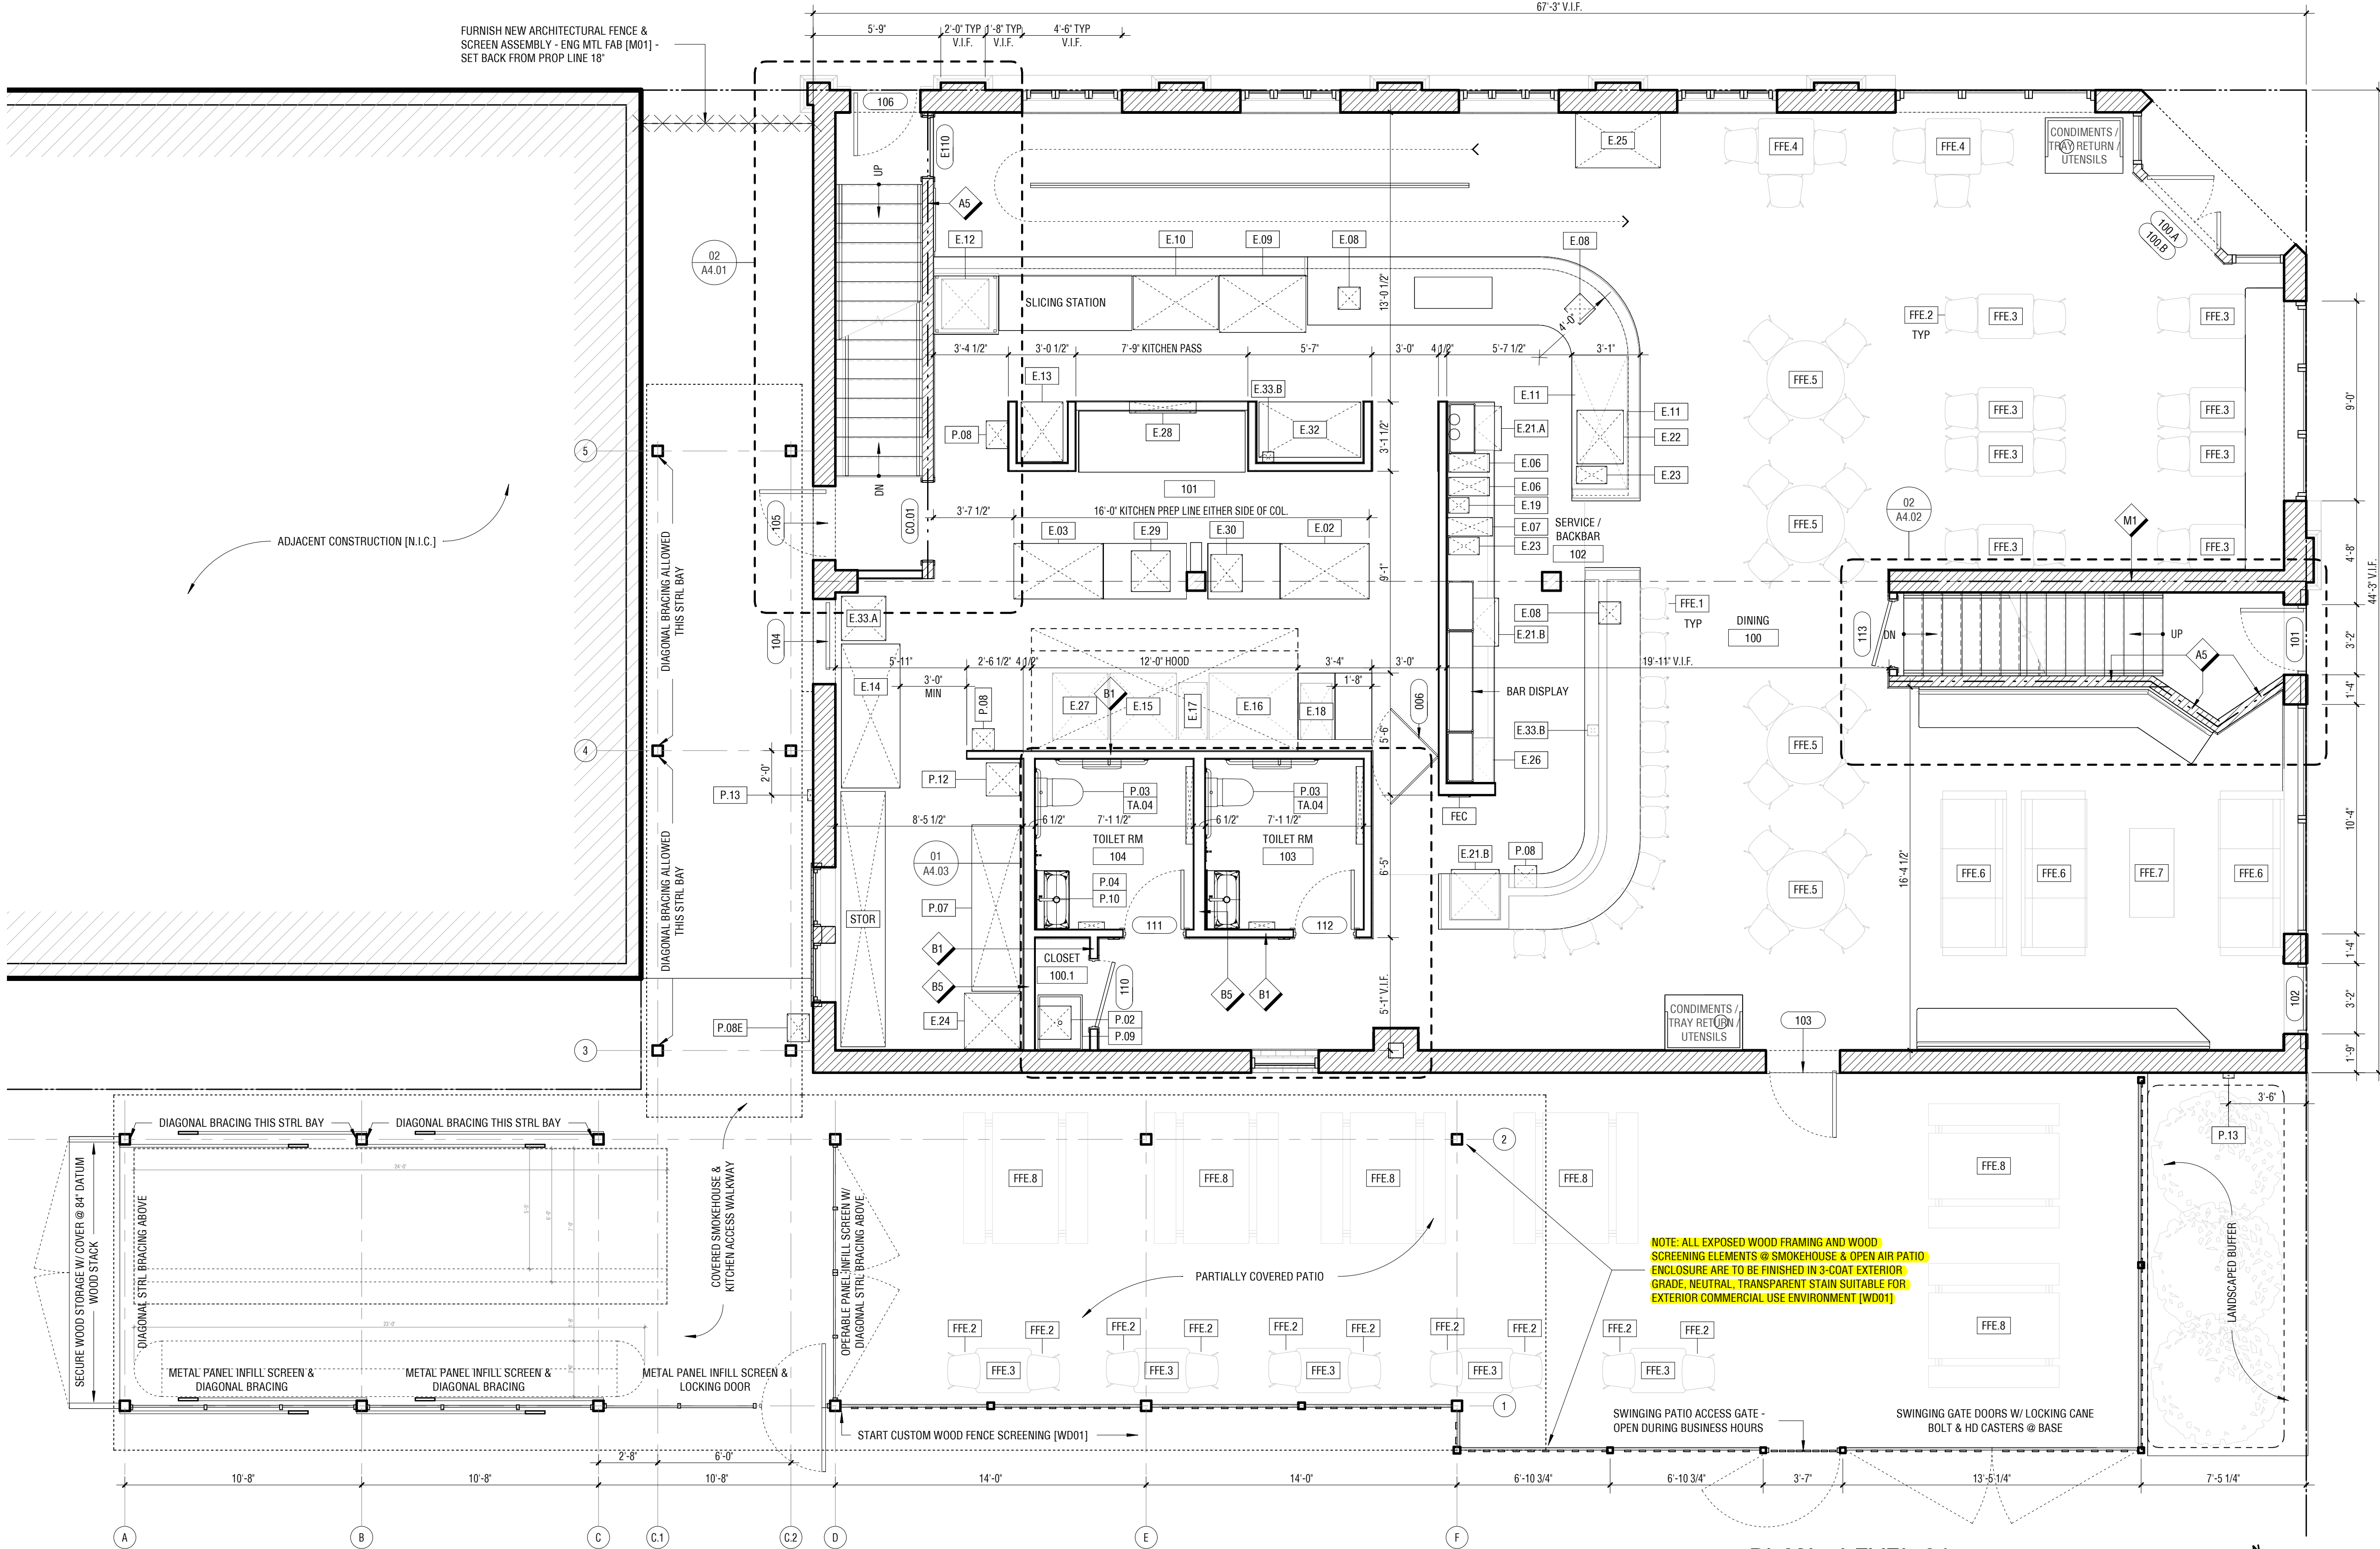 67'-3" V.I.F.
FURNISH NEW ARCHITECTURAL FENCE &
SCREEN ASSEMBLY - ENG MTL FAB [M01] -
SET BACK FROM PROP LINE 18"
5'-9"
2'-0" TYP
V.I.F.
1'-8" TYP
V.I.F.
4'-6" TYP
V.I.F.
106
E110
UP
A5
E.25
FFE.4
FFE.4
CONDIMENTS /
TRAY RETURN /
UTENSILS
100.A
100.B
02
A4.01
E.12
E.10
E.09
E.08
E.08
SLICING STATION
13'-0 1/2"
4'-0"
FFE.2
TYP
FFE.3
FFE.3
3'-4 1/2"
3'-0 1/2"
7'-9" KITCHEN PASS
5'-7"
3'-0"
4 1/2"
5'-7 1/2"
3'-1"
E.13
E.33.B
E.11
E.11
FFE.5
FFE.3
FFE.3
9'-0"
P.08
E.28
E.32
E.21.A
E.22
3'-1 1/2"
5
E.06
FFE.3
FFE.3
E.23
101
E.06
DN
E.19
3'-7 1/2"
16'-0" KITCHEN PREP LINE EITHER SIDE OF COL.
105
CO.01
E.03
E.29
E.30
E.02
E.07
SERVICE /
BACKBAR
102
E.23
FFE.5
02
A4.02
M1
FFE.3
FFE.3
4'-8"
44'-3" V.I.F.
ADJACENT CONSTRUCTION [N.I.C.]
DIAGONAL BRACING ALLOWED
THIS STRL BAY
9'-1"
E.33.A
E.08
FFE.1
TYP
DINING
100
104
E.21.B
113
DN
UP
101
3'-2"
A5
5'-11"
2'-6 1/2"
4 1/2"
12'-0" HOOD
3'-4"
3'-0"
19'-11" V.I.F.
3'-0"
MIN
1'-8"
E.14
P.08
E.27
B1
E.15
E.17
E.16
E.18
006
BAR DISPLAY
1'-4"
5'-6"
E.33.B
FFE.5
4
E.26
2'-0"
P.12
P.13
P.03
TA.04
P.03
TA.04
FEC
8'-5 1/2"
6 1/2"
7'-1 1/2"
6 1/2"
7'-1 1/2"
10'-4"
TOILET RM
104
TOILET RM
103
01
A4.03
E.21.B
P.08
6'-5"
16'-4 1/2"
FFE.6
FFE.6
FFE.7
FFE.6
P.04
P.10
FFE.5
DIAGONAL BRACING ALLOWED
THIS STRL BAY
P.07
STOR
111
112
B1
CLOSET
100.1
1'-4"
B5
110
B5
B1
5'-1" V.I.F.
102
3'-2"
P.08E
E.24
P.02
P.09
CONDIMENTS /
TRAY RETURN /
UTENSILS
103
3
1'-9"
3'-6"
DIAGONAL BRACING THIS STRL BAY
DIAGONAL BRACING THIS STRL BAY
2
P.13
24'-0"
FFE.8
FFE.8
FFE.8
FFE.8
FFE.8
SECURE WOOD STORAGE W/ COVER @ 84" DATUM
WOOD STACK
DIAGONAL STRL BRACING ABOVE
5'-0"
6'-0"
7'-0"
COVERED SMOKEHOUSE &
KITCHEN ACCESS WALKWAY
OPERABLE PANEL INFILL SCREEN W/
DIAGONAL STRL BRACING ABOVE
PARTIALLY COVERED PATIO
NOTE: ALL EXPOSED WOOD FRAMING AND WOOD
SCREENING ELEMENTS @ SMOKEHOUSE & OPEN AIR PATIO
ENCLOSURE ARE TO BE FINISHED IN 3-COAT EXTERIOR
GRADE, NEUTRAL, TRANSPARENT STAIN SUITABLE FOR
EXTERIOR COMMERCIAL USE ENVIRONMENT [WD01]
LANDSCAPED BUFFER
FFE.8
23'-0"
FFE.2
FFE.2
FFE.2
FFE.2
FFE.2
FFE.2
FFE.2
FFE.2
FFE.2
FFE.2
FFE.3
FFE.3
FFE.3
FFE.3
FFE.3
METAL PANEL INFILL SCREEN &
DIAGONAL BRACING
METAL PANEL INFILL SCREEN &
DIAGONAL BRACING
METAL PANEL INFILL SCREEN &
LOCKING DOOR
1
START CUSTOM WOOD FENCE SCREENING [WD01]
SWINGING PATIO ACCESS GATE -
OPEN DURING BUSINESS HOURS
SWINGING GATE DOORS W/ LOCKING CANE
BOLT & HD CASTERS @ BASE
2'-8"
6'-0"
10'-8"
10'-8"
10'-8"
14'-0"
14'-0"
6'-10 3/4"
6'-10 3/4"
3'-7"
13'-5 1/4"
7'-5 1/4"
A
B
C
C.1
C.2
D
E
F